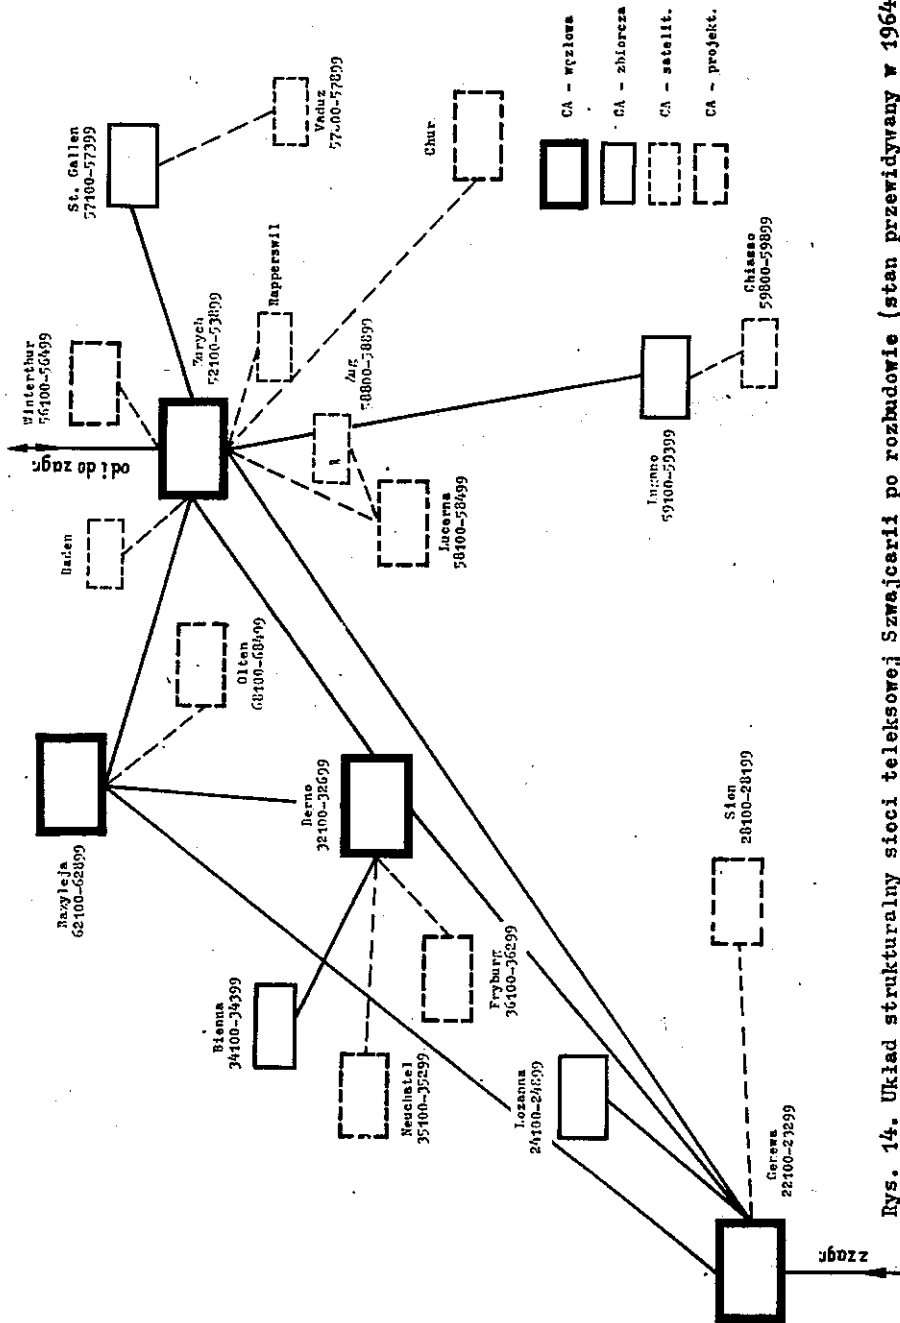 Bazyleja
62100-62899
Baden
od i do zagr.
Winterthur
56100-56499
St. Gallen
57100-57399
Vaduz
57600-57899
Zurych
52100-53899
Rapperswil
Olten
68100-68499
Zug
58800-58899
Chur
Lucerna
58100-58499
Bienna
34100-34399
Berno
32100-32699
Neuchatel
35100-35299
Fryburg
36100-36299
Lozanna
24100-24899
Lugano
59100-59399
Chiasso
59800-59899
Sion
28100-28199
Gerewa
22100-23299
z zagr.
CA - węzłowa
CA - zbiorcza
CA - satelit.
CA - projekt.
Rys. 14. Układ strukturalny sieci teleksowej Szwajcarii po rozbudowie (stan przewidywany w 1964